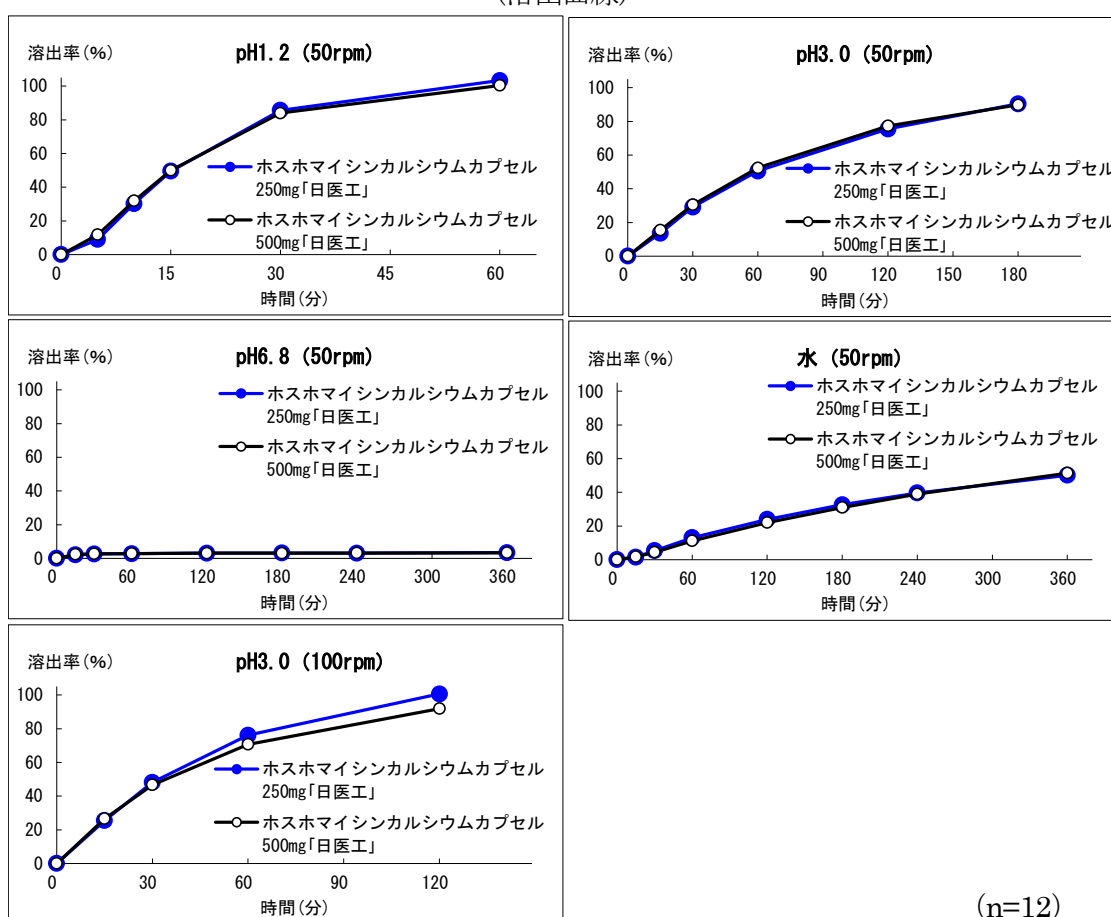 (溶出曲線)
溶出率(%)
pH1.2 (50rpm)
100
80
60
40
20
0
ホスホマイシンカルシウムカプセル
250mg「日医工」
ホスホマイシンカルシウムカプセル
500mg「日医工」
0 15 30 45 60
時間(分)
溶出率(%)
pH3.0 (50rpm)
100
80
60
40
20
0
ホスホマイシンカルシウムカプセル
250mg「日医工」
ホスホマイシンカルシウムカプセル
500mg「日医工」
0 30 60 90 120 150 180
時間(分)
溶出率(%)
pH6.8 (50rpm)
100
80
60
40
20
0
ホスホマイシンカルシウムカプセル
250mg「日医工」
ホスホマイシンカルシウムカプセル
500mg「日医工」
0 60 120 180 240 300 360
時間(分)
溶出率(%)
水 (50rpm)
100
80
60
40
20
0
ホスホマイシンカルシウムカプセル
250mg「日医工」
ホスホマイシンカルシウムカプセル
500mg「日医工」
0 60 120 180 240 300 360
時間(分)
溶出率(%)
pH3.0 (100rpm)
100
80
60
40
20
0
ホスホマイシンカルシウムカプセル
250mg「日医工」
ホスホマイシンカルシウムカプセル
500mg「日医工」
0 30 60 90 120
時間(分)
(n=12)